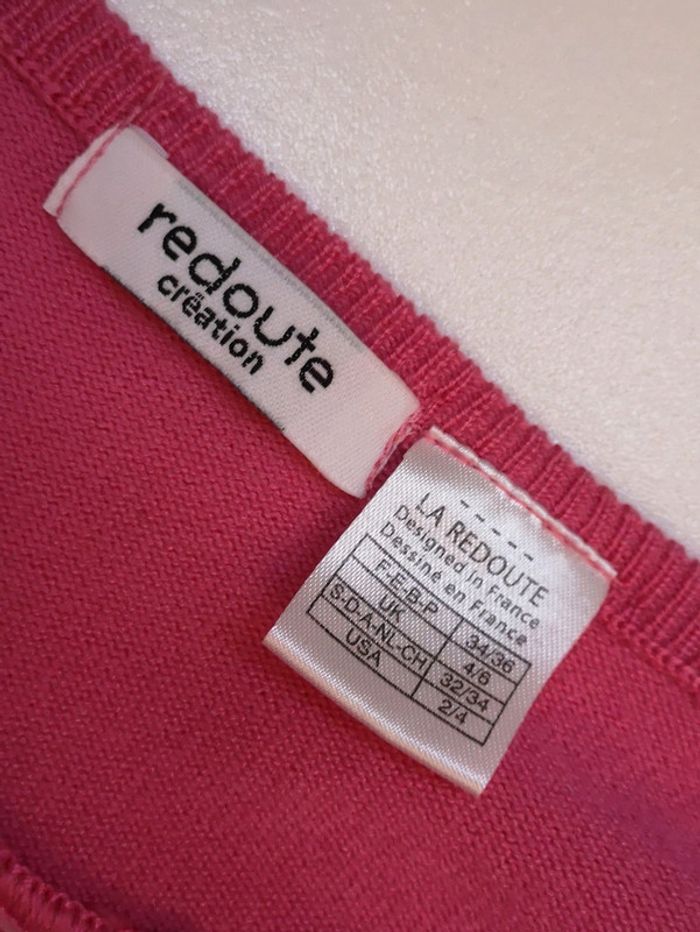 redoute
crëation
- - - - -
LA REDOUTE
Designed in France
Dessiné en France
F-E-B-P 34/36
UK 4/6
S-D-A-NL-CH 32/34
USA 2/4